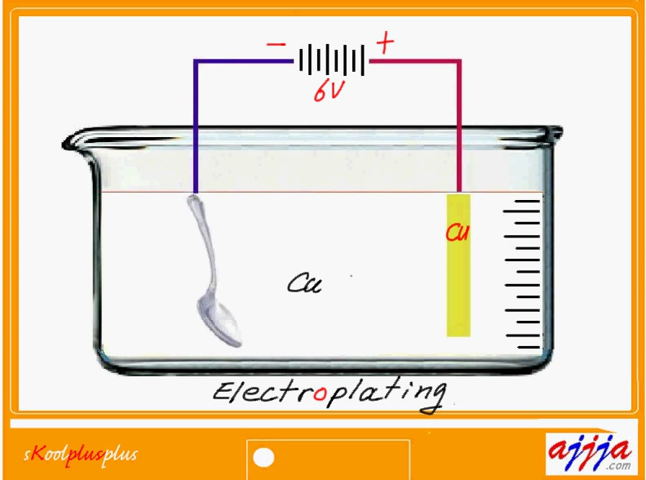 − +
6V
Cu
Cu
Electroplating
sKoolplusplus
ajjja
.com